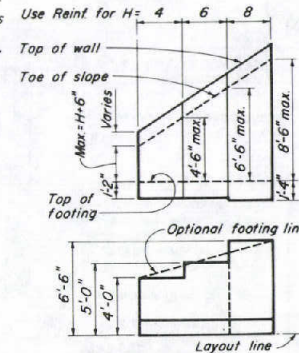 Use Reinf. for H= 4 6 8
Top of wall
Toe of slope
Max = H+6"
Varies
4'-6" max.
6'-6" max.
8'-6" max.
1'-2"
1'-4"
Top of
footing
Optional footing line
6'-6"
5'-0"
4'-0"
Layout line